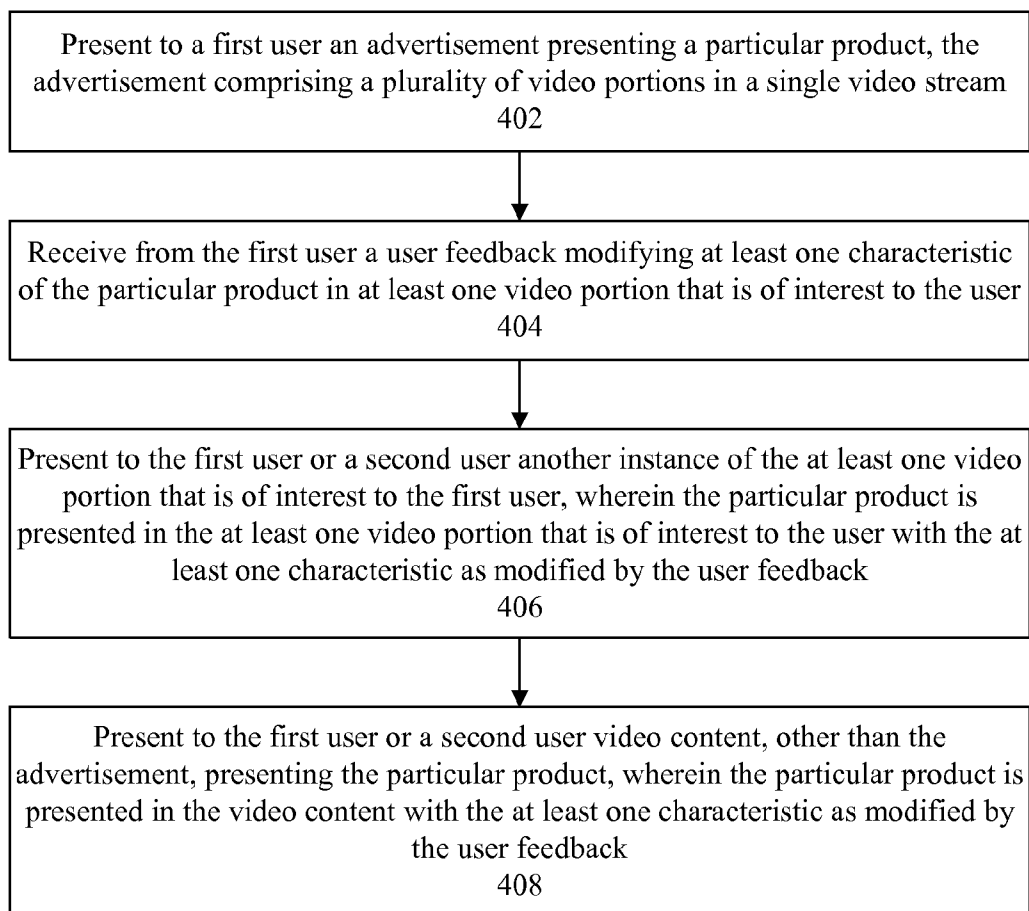 Present to a first user an advertisement presenting a particular product, the
advertisement comprising a plurality of video portions in a single video stream
402
Receive from the first user a user feedback modifying at least one characteristic
of the particular product in at least one video portion that is of interest to the user
404
Present to the first user or a second user another instance of the at least one video
portion that is of interest to the first user, wherein the particular product is
presented in the at least one video portion that is of interest to the user with the at
least one characteristic as modified by the user feedback
406
Present to the first user or a second user video content, other than the
advertisement, presenting the particular product, wherein the particular product is
presented in the video content with the at least one characteristic as modified by
the user feedback
408